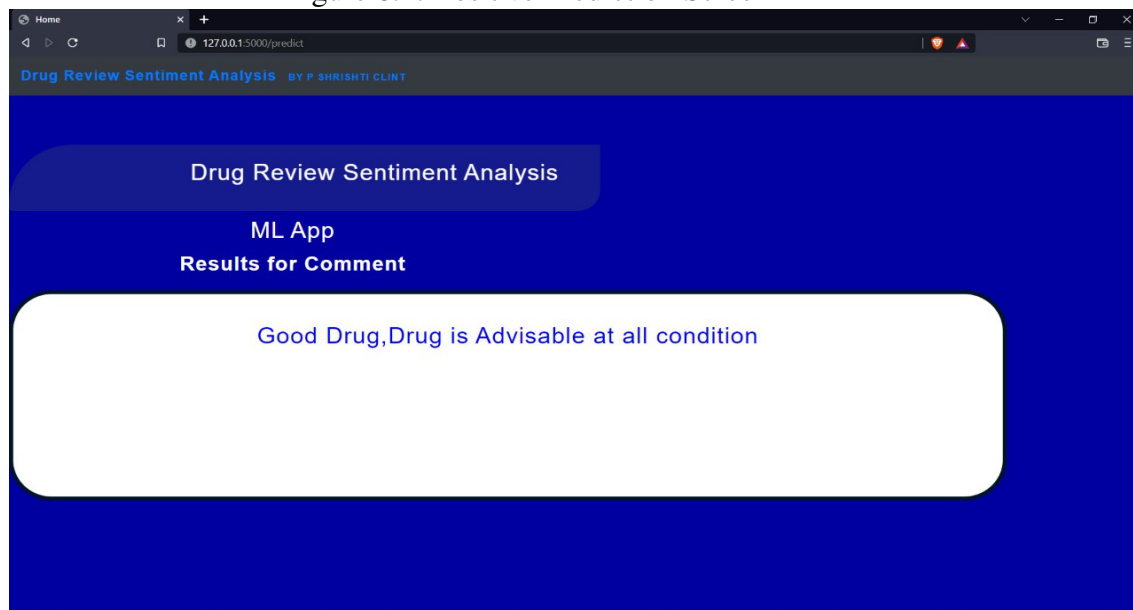 Home
127.0.0.1:5000/predict
Drug Review Sentiment Analysis BY P SHRISHTI CLINT
Drug Review Sentiment Analysis
ML App
Results for Comment
Good Drug,Drug is Advisable at all condition